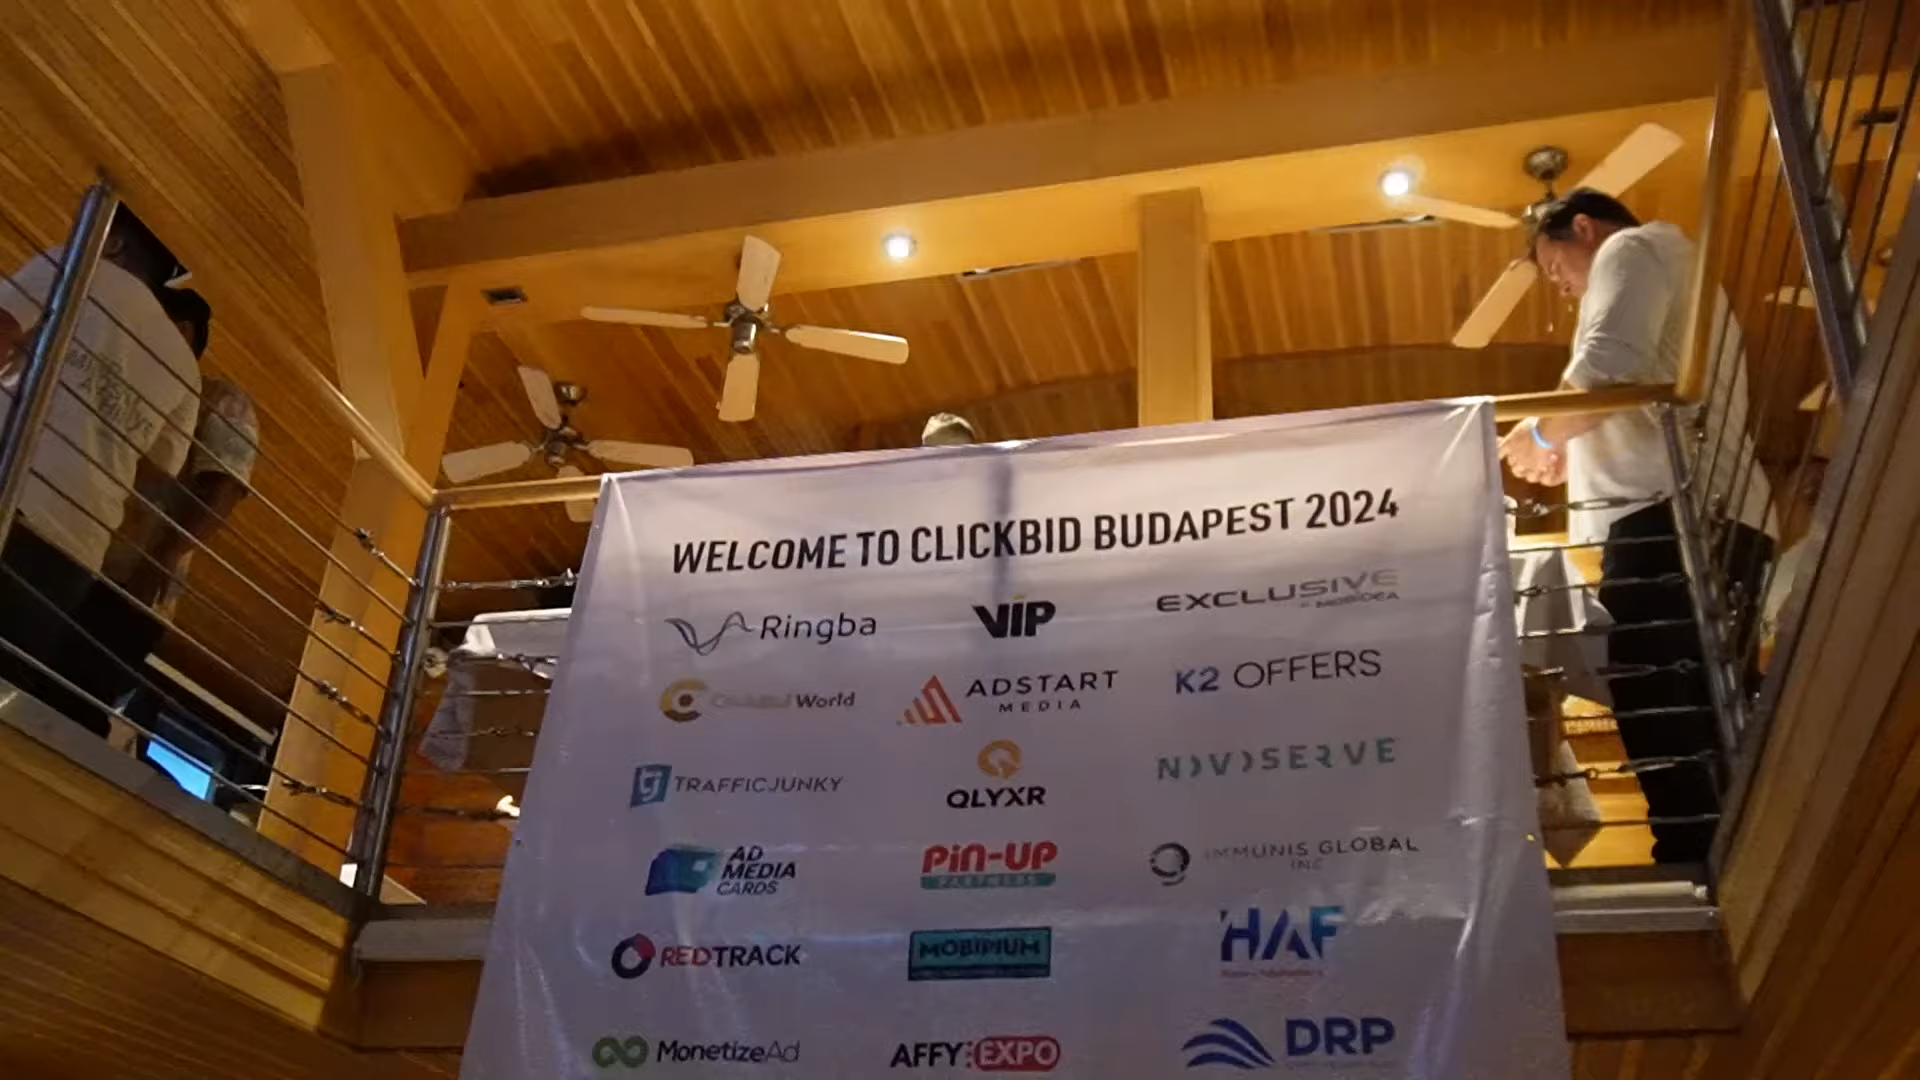 WELCOME TO CLICKBID BUDAPEST 2024
Ringba
VIP
EXCLUSIVE
World
ADSTART
MEDIA
K2 OFFERS
TRAFFICJUNKY
QLYXR
NOVOSERVE
AD
MEDIA
CARDS
PiN-UP
PARTNERS
IMMUNIS GLOBAL
INC
REDTRACK
MOBIPIUM
HAF
MonetizeAd
AFFY EXPO
DRP